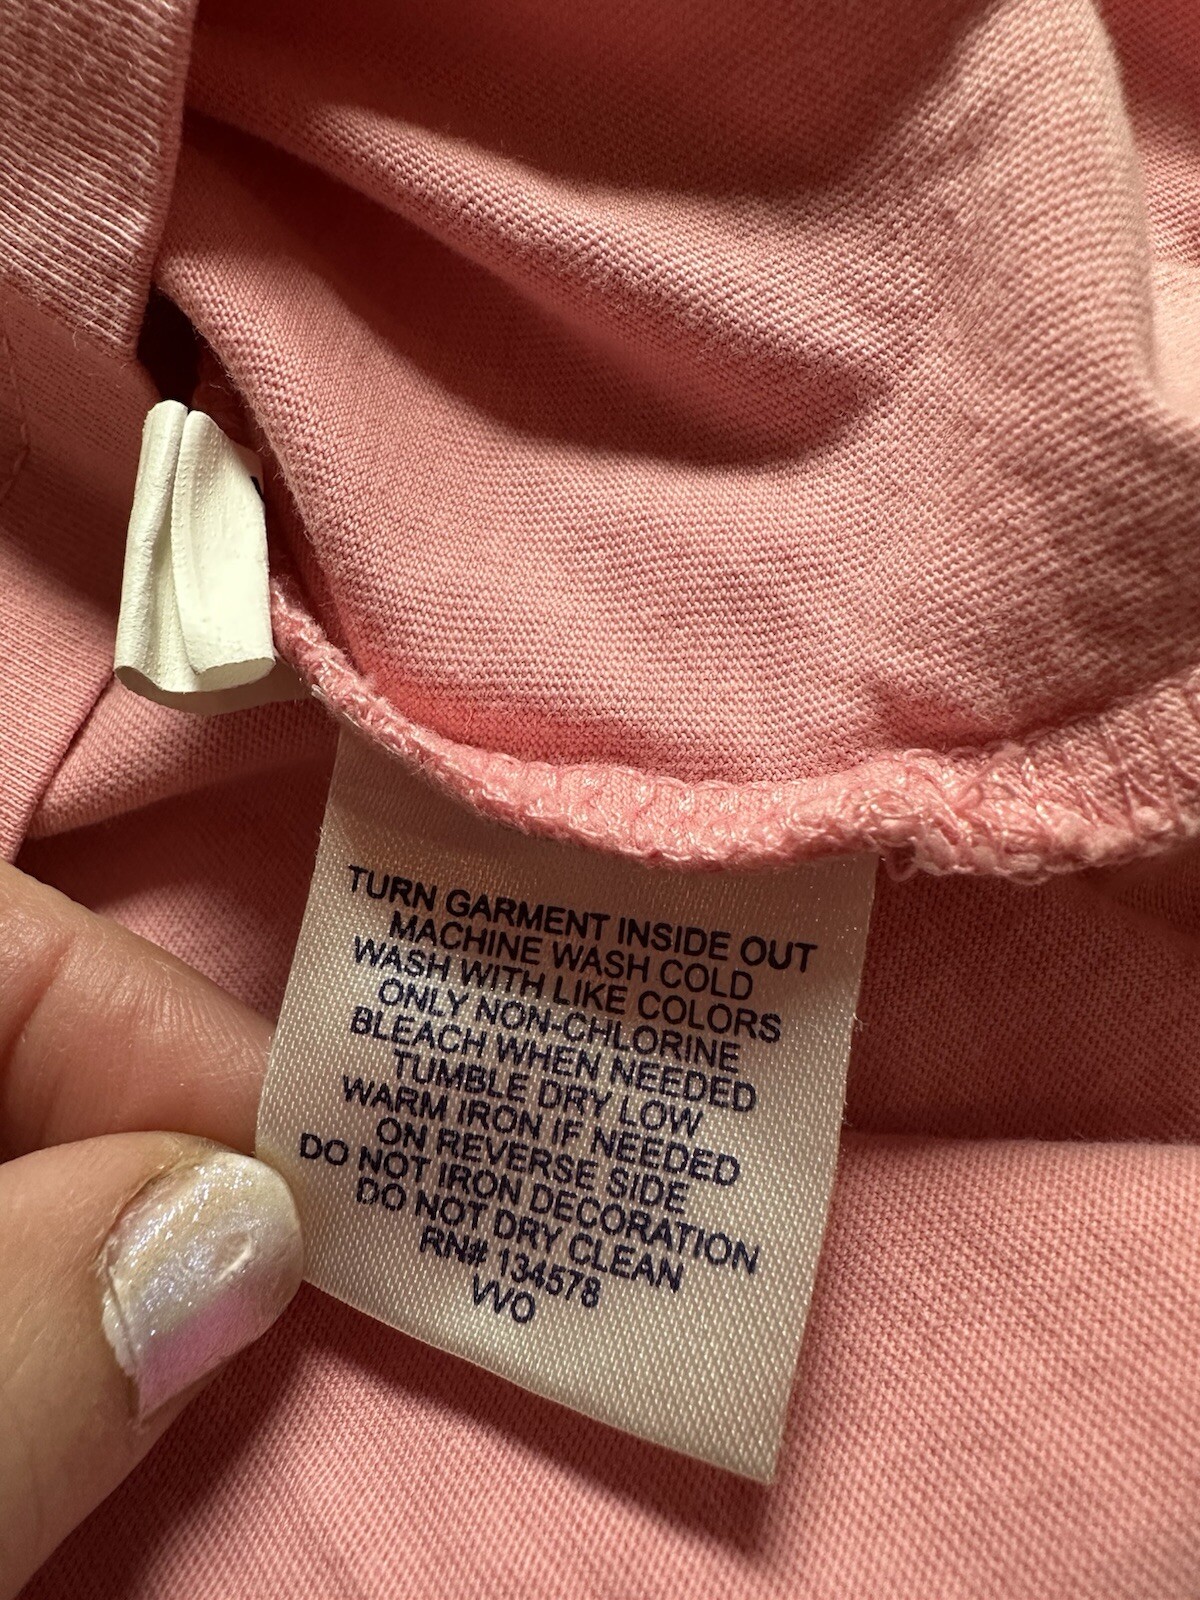 TURN GARMENT INSIDE OUT
MACHINE WASH COLD
WASH WITH LIKE COLORS
ONLY NON-CHLORINE
BLEACH WHEN NEEDED
TUMBLE DRY LOW
WARM IRON IF NEEDED
ON REVERSE SIDE
DO NOT IRON DECORATION
DO NOT DRY CLEAN
RN# 134578
VVO